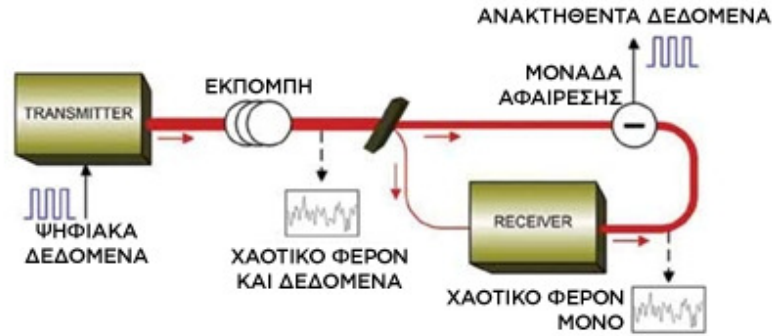 ΑΝΑΚΤΗΘΕΝΤΑ ΔΕΔΟΜΕΝΑ
ΕΚΠΟΜΠΗ
ΜΟΝΑΔΑ
ΑΦΑΙΡΕΣΗΣ
TRANSMITTER
ΨΗΦΙΑΚΑ
ΔΕΔΟΜΕΝΑ
ΧΑΟΤΙΚΟ ΦΕΡΟΝ
ΚΑΙ ΔΕΔΟΜΕΝΑ
RECEIVER
ΧΑΟΤΙΚΟ ΦΕΡΟΝ
ΜΟΝΟ